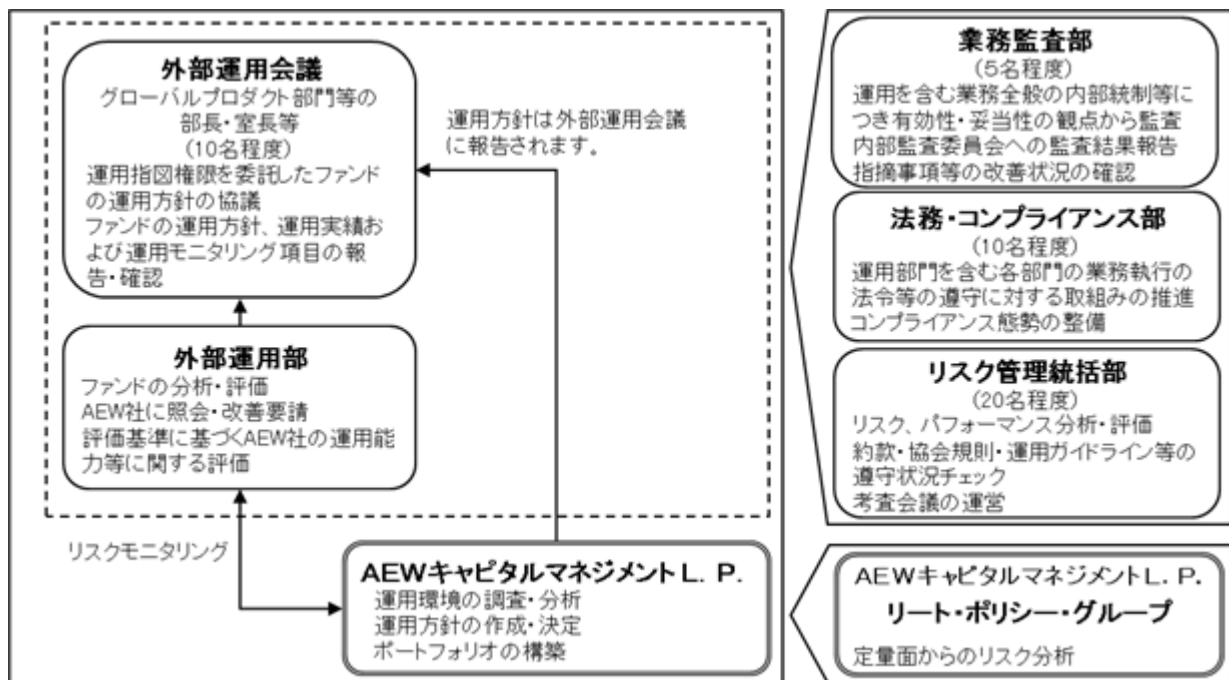 外部運用会議
グローバルプロダクト部門等の
部長・室長等
(10名程度)
運用指図権限を委託したファンド
の運用方針の協議
ファンドの運用方針、運用実績お
よび運用モニタリング項目の報
告・確認
運用方針は外部運用会議
に報告されます。
外部運用部
ファンドの分析・評価
AEW社に照会・改善要請
評価基準に基づくAEW社の運用能
力等に関する評価
リスクモニタリング
AEWキャピタルマネジメントL. P.
運用環境の調査・分析
運用方針の作成・決定
ポートフォリオの構築
業務監査部
(5名程度)
運用を含む業務全般の内部統制等に
つき有効性・妥当性の観点から監査
内部監査委員会への監査結果報告
指摘事項等の改善状況の確認
法務・コンプライアンス部
(10名程度)
運用部門を含む各部門の業務執行の
法令等の遵守に対する取組みの推進
コンプライアンス態勢の整備
リスク管理統括部
(20名程度)
リスク、パフォーマンス分析・評価
約款・協会規則・運用ガイドライン等の
遵守状況チェック
考査会議の運営
AEWキャピタルマネジメントL. P.
リート・ポリシー・グループ
定量面からのリスク分析